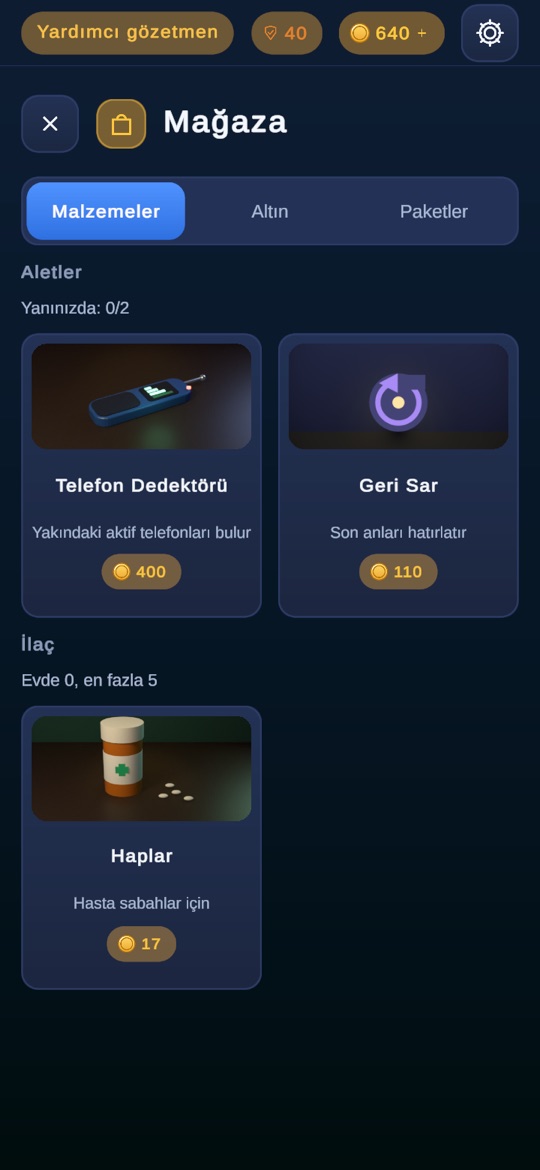 Yardımcı gözetmen
40
640 +
Mağaza
Malzemeler
Altın
Paketler
Aletler
Yanınızda: 0/2
Telefon Dedektörü
Yakındaki aktif telefonları bulur
400
Geri Sar
Son anları hatırlatır
110
İlaç
Evde 0, en fazla 5
Haplar
Hasta sabahlar için
17